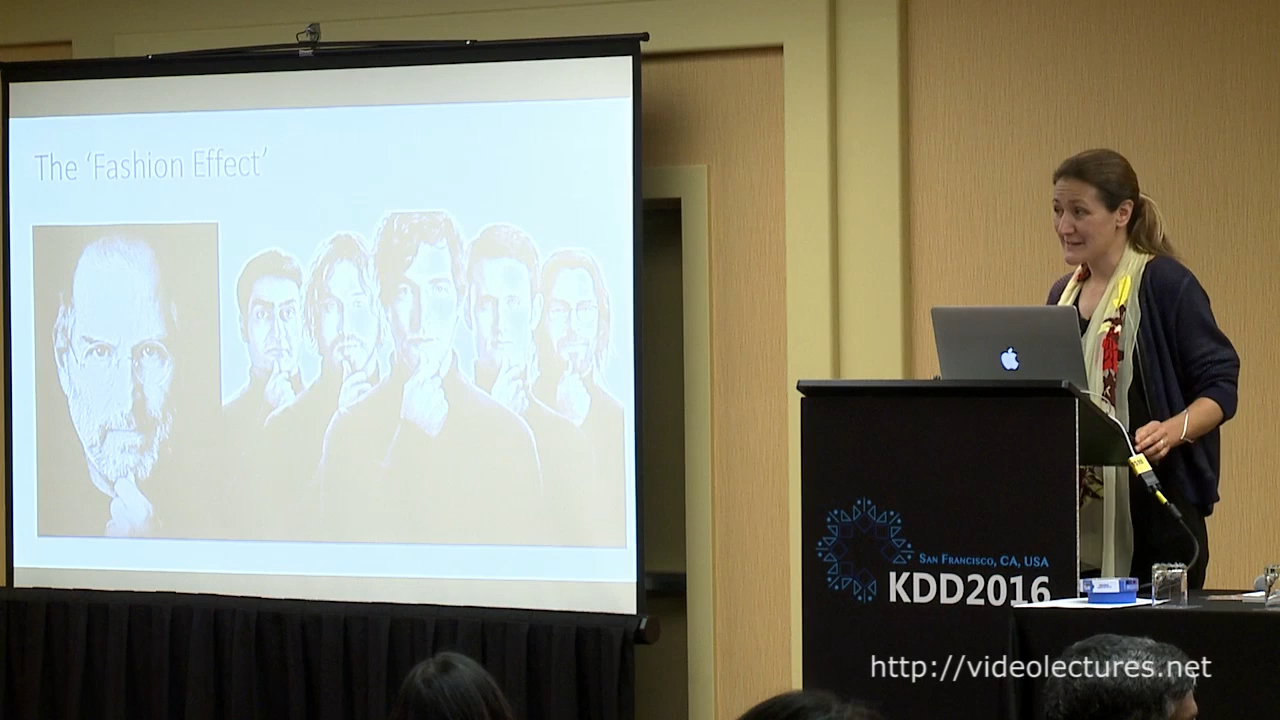 The ‘Fashion Effect’
San Francisco, CA, USA
KDD2016
http://videolectures.net